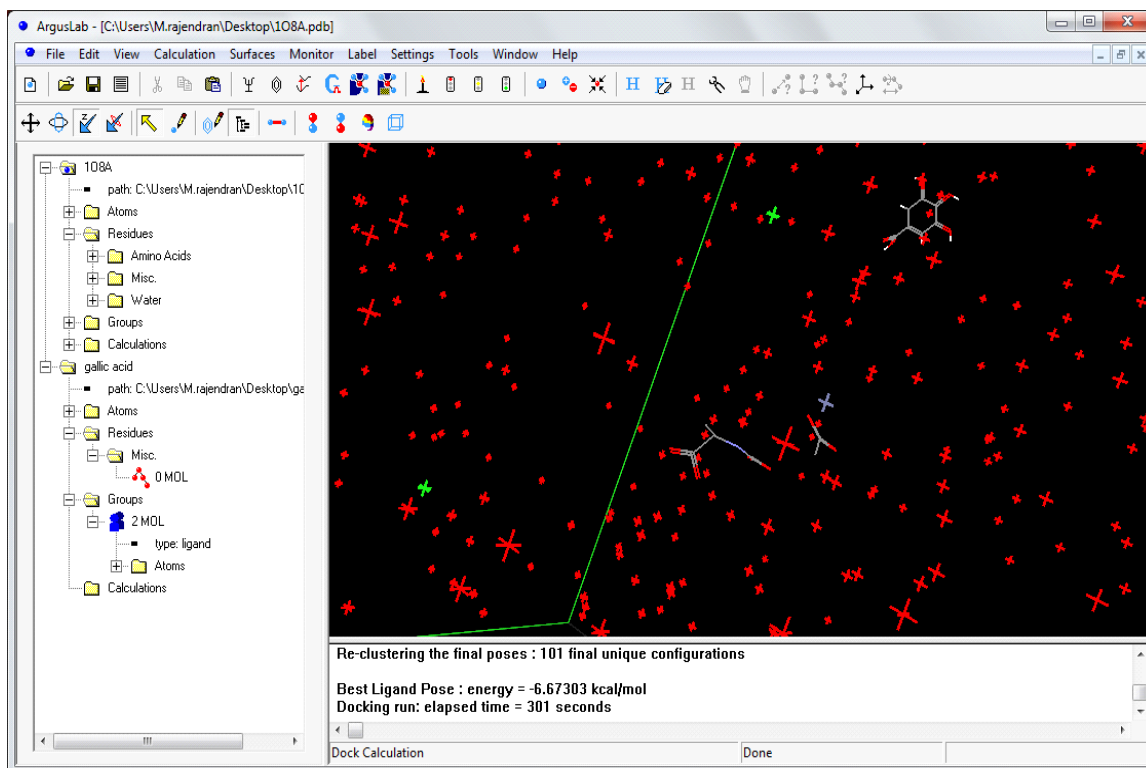 ArgusLab - [C:\Users\M.rajendran\Desktop\1O8A.pdb]
File Edit View Calculation Surfaces Monitor Label Settings Tools Window Help
1O8A
path: C:\Users\M.rajendran\Desktop\1O
Atoms
Residues
Amino Acids
Misc.
Water
Groups
Calculations
gallic acid
path: C:\Users\M.rajendran\Desktop\ga
Atoms
Residues
Misc.
0 MOL
Groups
2 MOL
type: ligand
Atoms
Calculations
Re-clustering the final poses : 101 final unique configurations
Best Ligand Pose : energy = -6.67303 kcal/mol
Docking run: elapsed time = 301 seconds
Dock Calculation Done